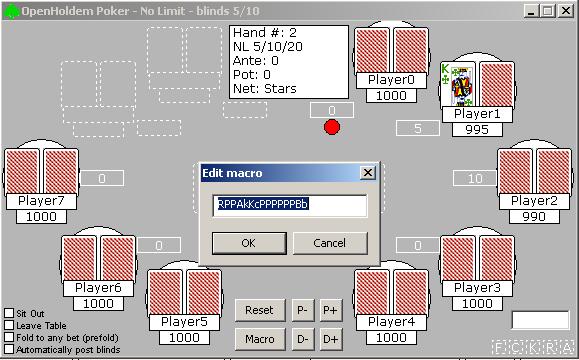 OpenHoldem Poker - No Limit - blinds 5/10
Hand #: 2
NL 5/10/20
Ante: 0
Pot: 0
Net: Stars
Player0
1000
K
Player1
995
0
5
Edit macro
RPPAkKcPPPPPPBb
OK
Cancel
Player7
1000
0
10
Player2
990
Player6
1000
0
0
Player3
1000
Player5
1000
Player4
1000
Sit Out
Leave Table
Fold to any bet (prefold)
Automatically post blinds
Reset
P-
P+
Macro
D-
D+
F C K R A